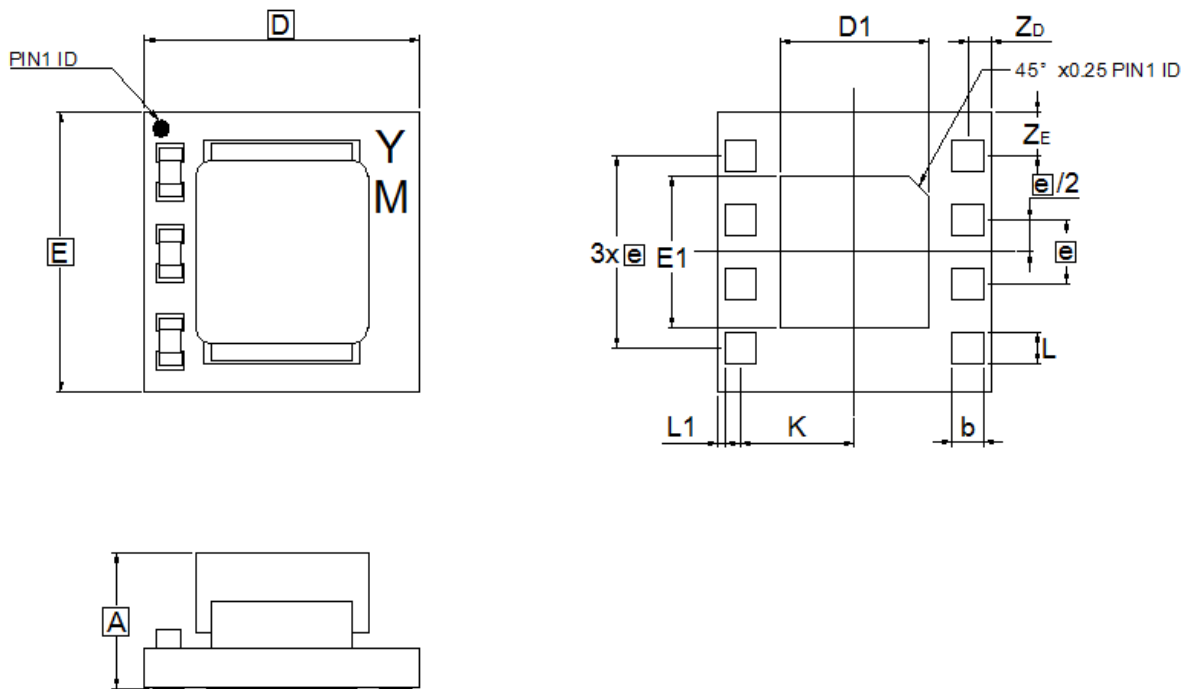 D
PIN1 ID
Y
M
E
A
D1
ZD
45° x0.25 PIN1 ID
ZE
e/2
3x e
E1
e
L
L1
K
b